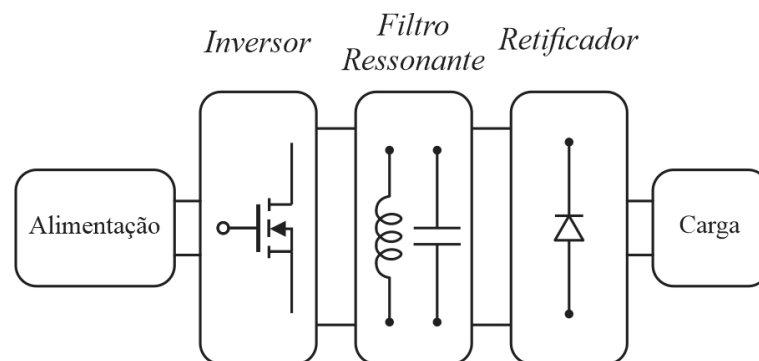 Inversor
Filtro
Ressonante
Retificador
Alimentação
Carga